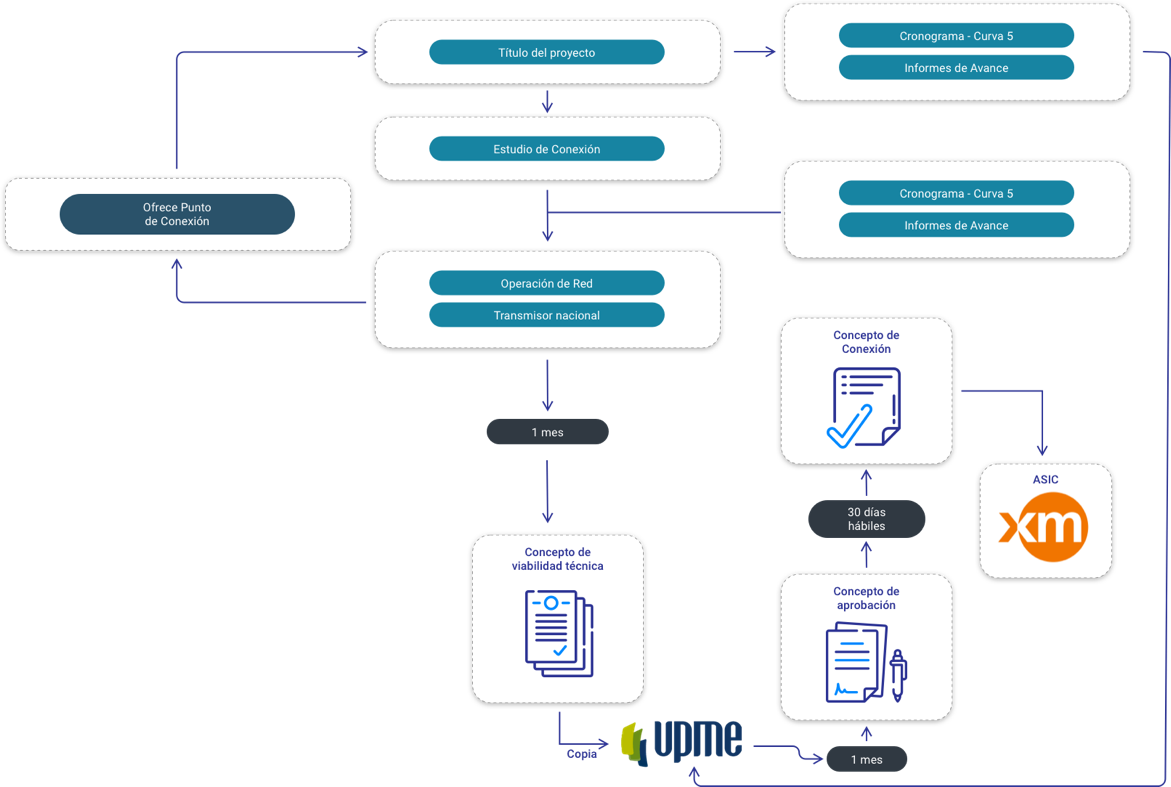 Título del proyecto
Cronograma - Curva 5
Informes de Avance
Estudio de Conexión
Ofrece Punto
de Conexión
Cronograma - Curva 5
Informes de Avance
Operación de Red
Transmisor nacional
Concepto de
Conexión
1 mes
ASIC
xm
30 días
hábiles
Concepto de
viabilidad técnica
Concepto de
aprobación
Copia
upme
1 mes